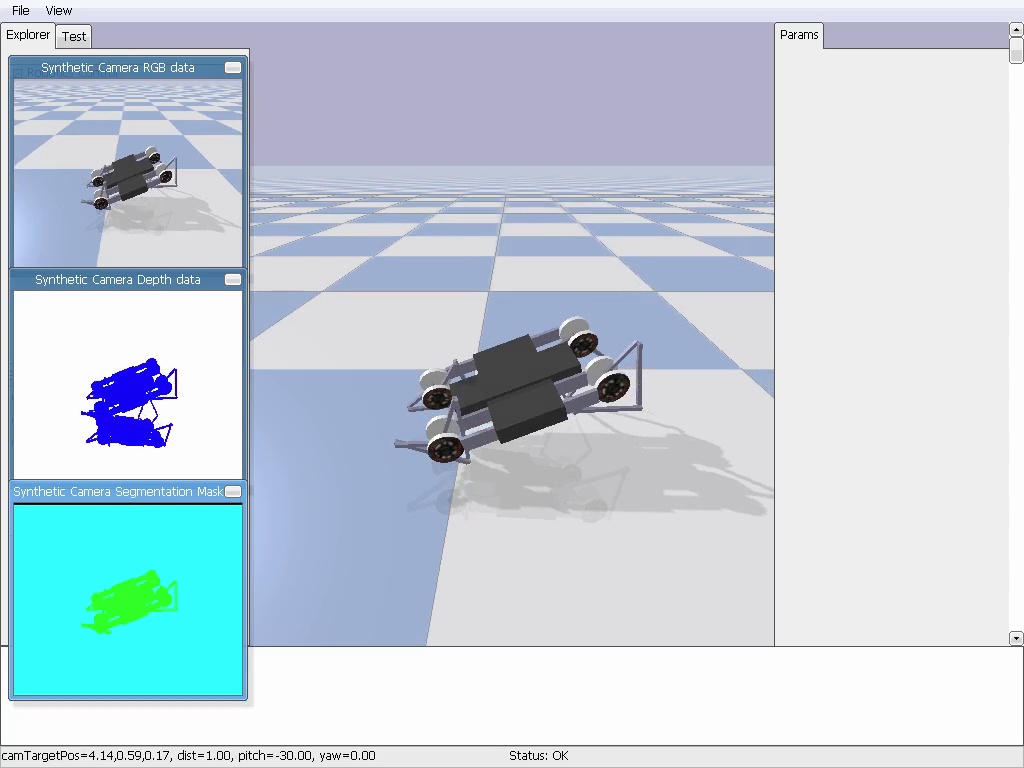 File View
Explorer Test
Params
Synthetic Camera RGB data
Synthetic Camera Depth data
Synthetic Camera Segmentation Mask
camTargetPos=4.14,0.59,0.17, dist=1.00, pitch=-30.00, yaw=0.00 Status: OK